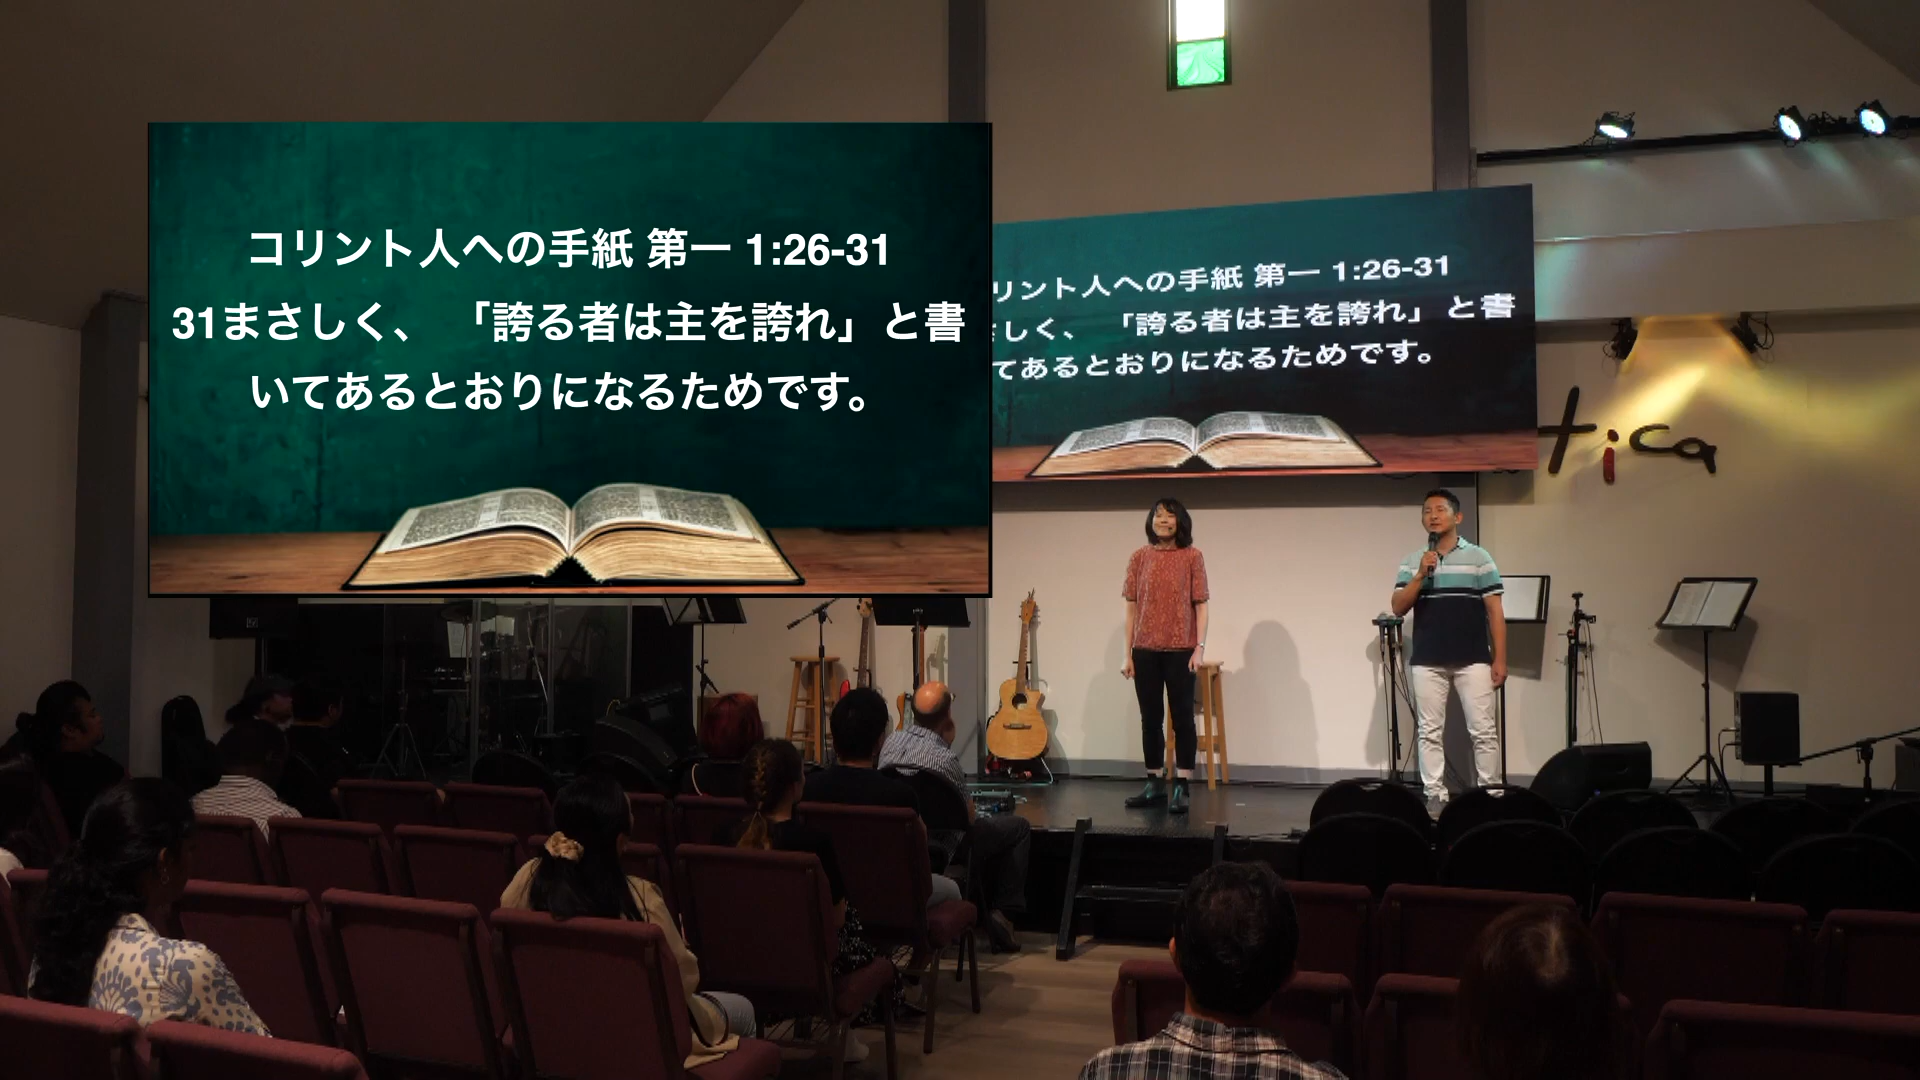 コリント人への手紙 第一 1:26-31
31まさしく、 「誇る者は主を誇れ」と書
いてあるとおりになるためです。
リント人への手紙 第一 1:26-31
さしく、 「誇る者は主を誇れ」と書
てあるとおりになるためです。
tica